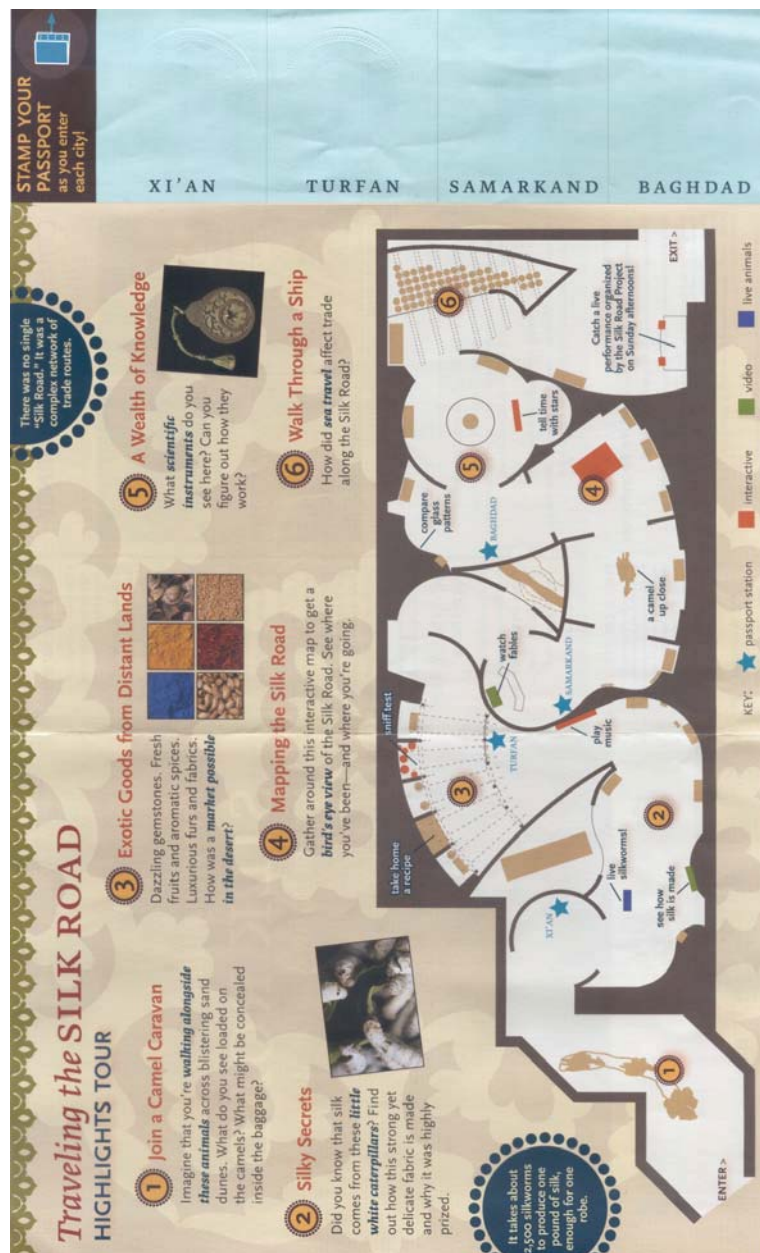 Traveling the SILK ROAD
HIGHLIGHTS TOUR
1 Join a Camel Caravan
Imagine that you're walking alongside
these animals across blistering sand
dunes. What do you see loaded on
the camels? What might be concealed
inside the baggage?
2 Silky Secrets
Did you know that silk
comes from these little
white caterpillars? Find
out how this strong yet
delicate fabric is made
and why it was highly
prized.
It takes about
2,500 silkworms
to produce one
pound of silk,
enough for one
robe.
3 Exotic Goods from Distant Lands
Dazzling gemstones. Fresh
fruits and aromatic spices.
Luxurious furs and fabrics.
How was a market possible
in the desert?
4 Mapping the Silk Road
Gather around this interactive map to get a
bird's eye view of the Silk Road. See where
you've been—and where you're going.
There was no single
"Silk Road." It was a
complex network of
trade routes.
5 A Wealth of Knowledge
What scientific
instruments do you
see here? Can you
figure out how they
work?
6 Walk Through a Ship
How did sea travel affect trade
along the Silk Road?
STAMP YOUR
PASSPORT
as you enter
each city!
XI'AN
TURFAN
SAMARKAND
BAGHDAD
ENTER >
1
XI'AN
live
silkworms!
see how
silk is made
2
take home
a recipe
sniff test
3
TURFAN
play
music
watch
fables
SAMARKAND
a camel
up close
4
compare
glass
patterns
BAGHDAD
5
tell time
with stars
6
Catch a live
performance organized
by the Silk Road Project
on Sunday afternoons!
EXIT >
KEY:
passport station
interactive
video
live animals